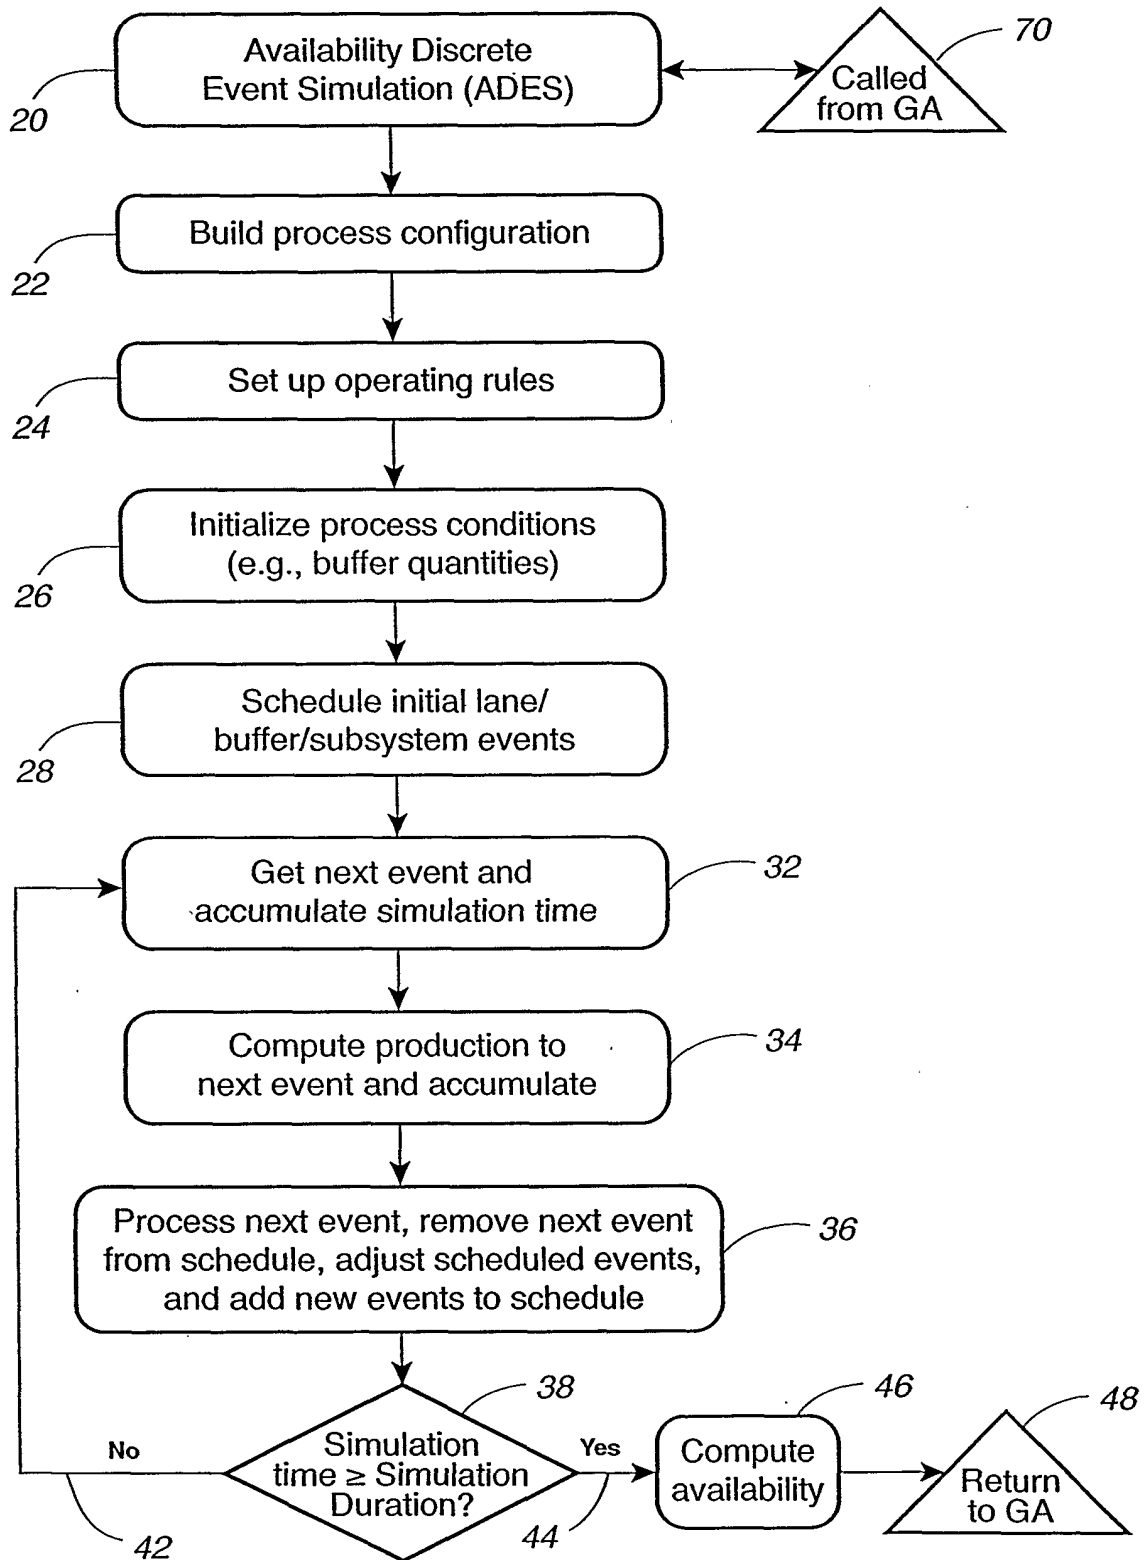 Availability Discrete
Event Simulation (ADES)
20
Called
from GA
70
Build process configuration
22
Set up operating rules
24
Initialize process conditions
(e.g., buffer quantities)
26
Schedule initial lane/
buffer/subsystem events
28
Get next event and
accumulate simulation time
32
Compute production to
next event and accumulate
34
Process next event, remove next event
from schedule, adjust scheduled events,
and add new events to schedule
36
38
Simulation
time ≥ Simulation
Duration?
No
42
Yes
44
46
Compute
availability
48
Return
to GA